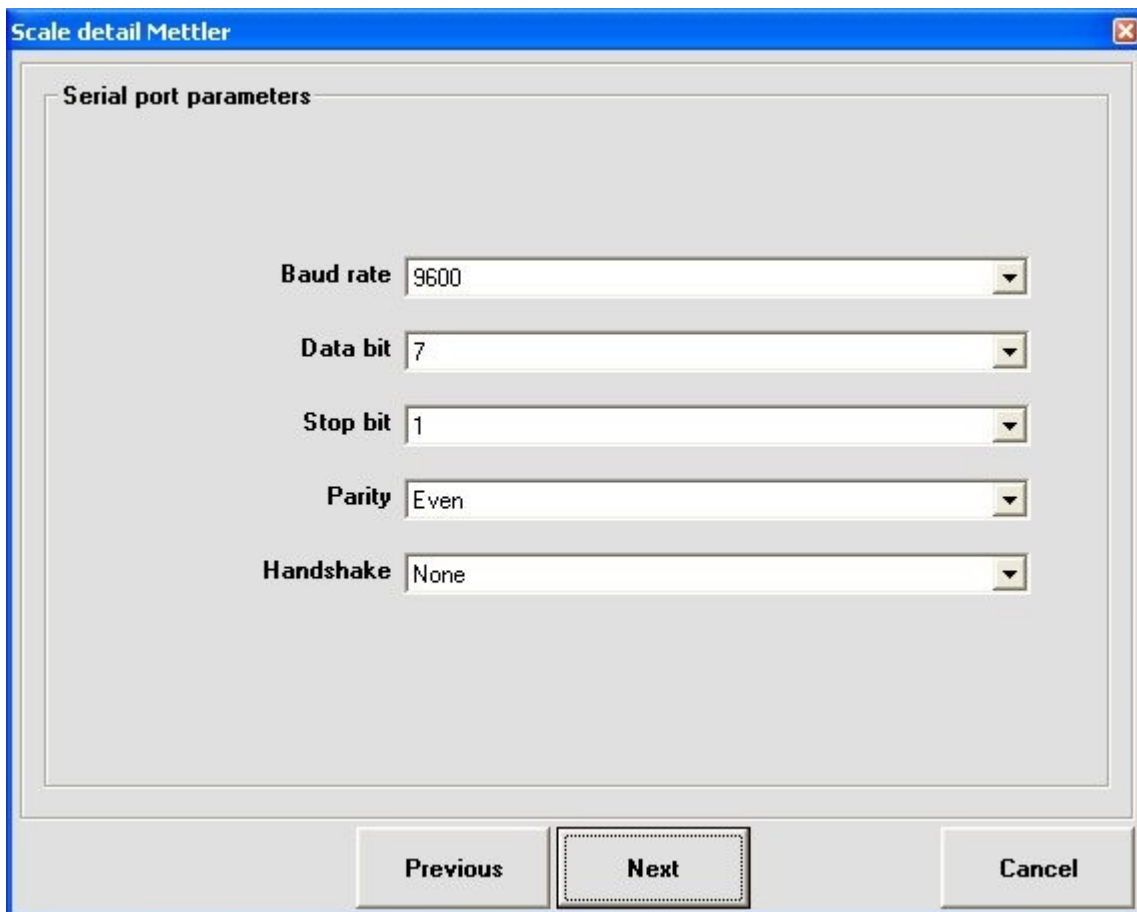 Scale detail Mettler
Serial port parameters
Baud rate 9600
Data bit 7
Stop bit 1
Parity Even
Handshake None
Previous Next Cancel